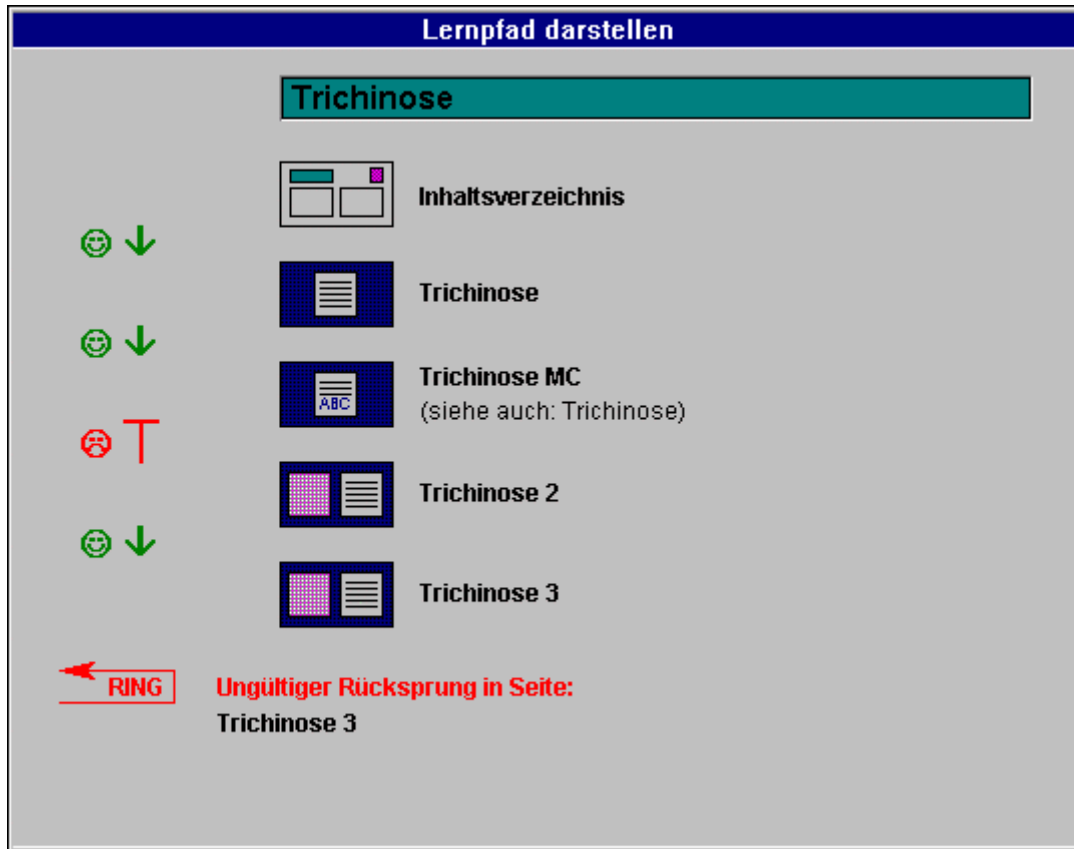 Lernpfad darstellen
Trichinose
Inhaltsverzeichnis
Trichinose
Trichinose MC
(siehe auch: Trichinose)
ABC
Trichinose 2
Trichinose 3
RING
Ungültiger Rücksprung in Seite:
Trichinose 3